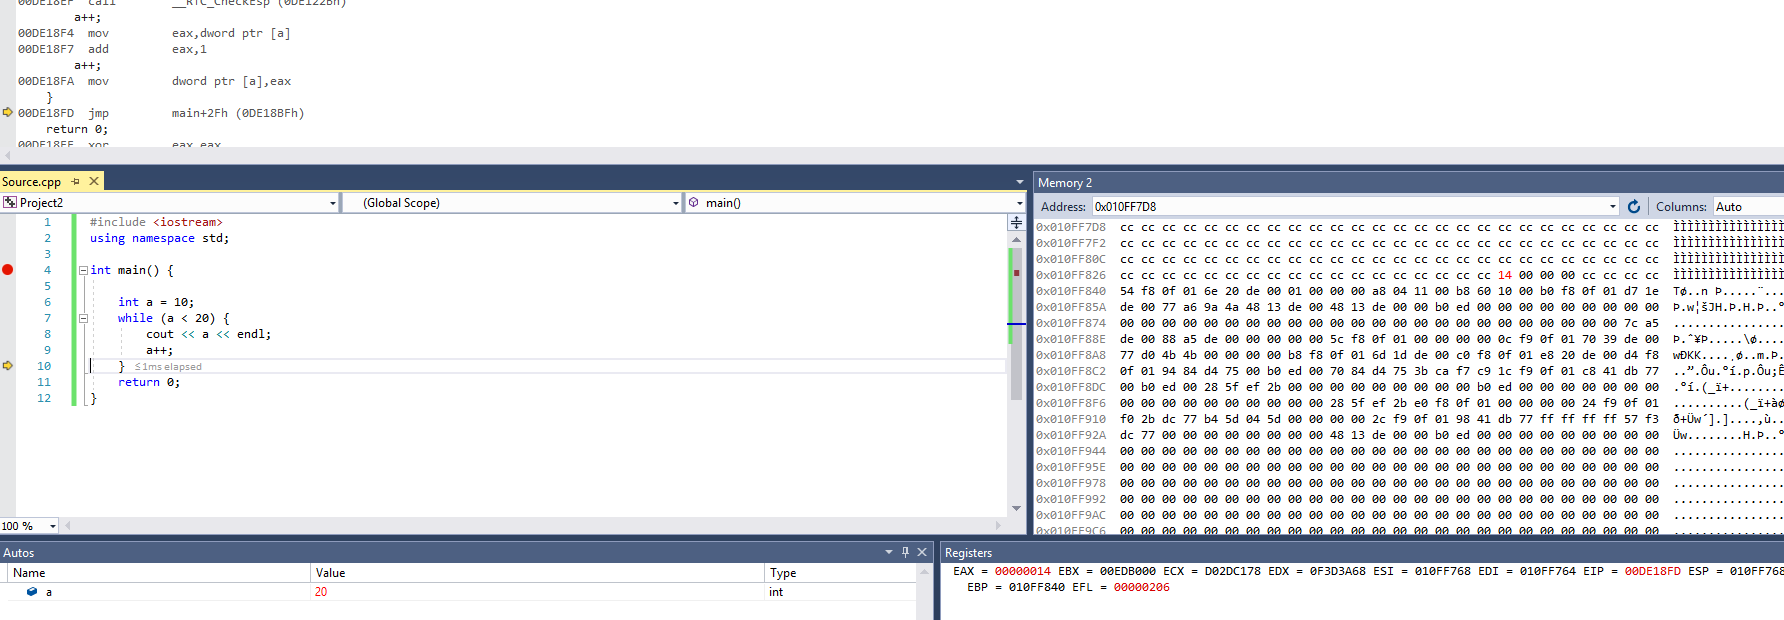 00DE18EF call __RTC_CheckEsp (0DE122Bh)
a++;
00DE18F4 mov eax,dword ptr [a]
00DE18F7 add eax,1
a++;
00DE18FA mov dword ptr [a],eax
}
00DE18FD jmp main+2Fh (0DE18BFh)
return 0;
00DE18FF xor eax,eax
Source.cpp
Project2 (Global Scope) main()
1 #include <iostream>
2 using namespace std;
3
4 int main() {
5
6 int a = 10;
7 while (a < 20) {
8 cout << a << endl;
9 a++;
10 } ≤1ms elapsed
11 return 0;
12 }
100 %
Memory 2
Address: 0x010FF7D8 Columns: Auto
0x010FF7D8 cc cc cc cc cc cc cc cc cc cc cc cc cc cc cc cc cc cc cc cc cc cc cc cc cc cc
0x010FF7F2 cc cc cc cc cc cc cc cc cc cc cc cc cc cc cc cc cc cc cc cc cc cc cc cc cc cc
0x010FF80C cc cc cc cc cc cc cc cc cc cc cc cc cc cc cc cc cc cc cc cc cc cc cc cc cc cc
0x010FF826 cc cc cc cc cc cc cc cc cc cc cc cc cc cc cc cc cc cc 14 00 00 00 cc cc cc cc
0x010FF840 54 f8 0f 01 6e 20 de 00 01 00 00 00 a8 04 11 00 b8 60 10 00 b0 f8 0f 01 d7 1e
0x010FF85A de 00 77 a6 9a 4a 48 13 de 00 48 13 de 00 00 b0 ed 00 00 00 00 00 00 00 00 00
0x010FF874 00 00 00 00 00 00 00 00 00 00 00 00 00 00 00 00 00 00 00 00 00 00 00 00 7c a5
0x010FF88E de 00 88 a5 de 00 00 00 00 00 5c f8 0f 01 00 00 00 00 0c f9 0f 01 70 39 de 00
0x010FF8A8 77 d0 4b 4b 00 00 00 00 b8 f8 0f 01 6d 1d de 00 c0 f8 0f 01 e8 20 de 00 d4 f8
0x010FF8C2 0f 01 94 84 d4 75 00 b0 ed 00 70 84 d4 75 3b ca f7 c9 1c f9 0f 01 c8 41 db 77
0x010FF8DC 00 b0 ed 00 28 5f ef 2b 00 00 00 00 00 00 00 00 00 b0 ed 00 00 00 00 00 00 00
0x010FF8F6 00 00 00 00 00 00 00 00 00 00 28 5f ef 2b e0 f8 0f 01 00 00 00 00 24 f9 0f 01
0x010FF910 f0 2b dc 77 b4 5d 04 5d 00 00 00 00 2c f9 0f 01 98 41 db 77 ff ff ff ff 57 f3
0x010FF92A dc 77 00 00 00 00 00 00 00 00 48 13 de 00 00 b0 ed 00 00 00 00 00 00 00 00 00
0x010FF944 00 00 00 00 00 00 00 00 00 00 00 00 00 00 00 00 00 00 00 00 00 00 00 00 00 00
0x010FF95E 00 00 00 00 00 00 00 00 00 00 00 00 00 00 00 00 00 00 00 00 00 00 00 00 00 00
0x010FF978 00 00 00 00 00 00 00 00 00 00 00 00 00 00 00 00 00 00 00 00 00 00 00 00 00 00
0x010FF992 00 00 00 00 00 00 00 00 00 00 00 00 00 00 00 00 00 00 00 00 00 00 00 00 00 00
0x010FF9AC 00 00 00 00 00 00 00 00 00 00 00 00 00 00 00 00 00 00 00 00 00 00 00 00 00 00
0x010FF9C6 00 00 00 00 00 00 00 00 00 00 00 00 00 00 00 00 00 00 00 00 00 00 00 00 00 00
Autos
Name Value Type
a 20 int
Registers
EAX = 00000014 EBX = 00EDB000 ECX = D02DC178 EDX = 0F3D3A68 ESI = 010FF768 EDI = 010FF764 EIP = 00DE18FD ESP = 010FF768
EBP = 010FF840 EFL = 00000206